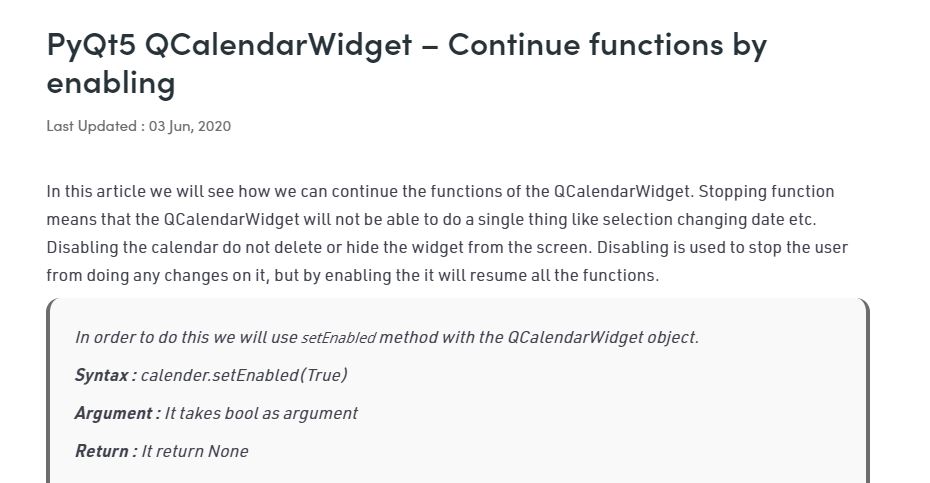 PyQt5 QCalendarWidget – Continue functions by
enabling
Last Updated : 03 Jun, 2020
In this article we will see how we can continue the functions of the QCalendarWidget. Stopping function
means that the QCalendarWidget will not be able to do a single thing like selection changing date etc.
Disabling the calendar do not delete or hide the widget from the screen. Disabling is used to stop the user
from doing any changes on it, but by enabling the it will resume all the functions.
In order to do this we will use setEnabled method with the QCalendarWidget object.
Syntax : calender.setEnabled(True)
Argument : It takes bool as argument
Return : It return None